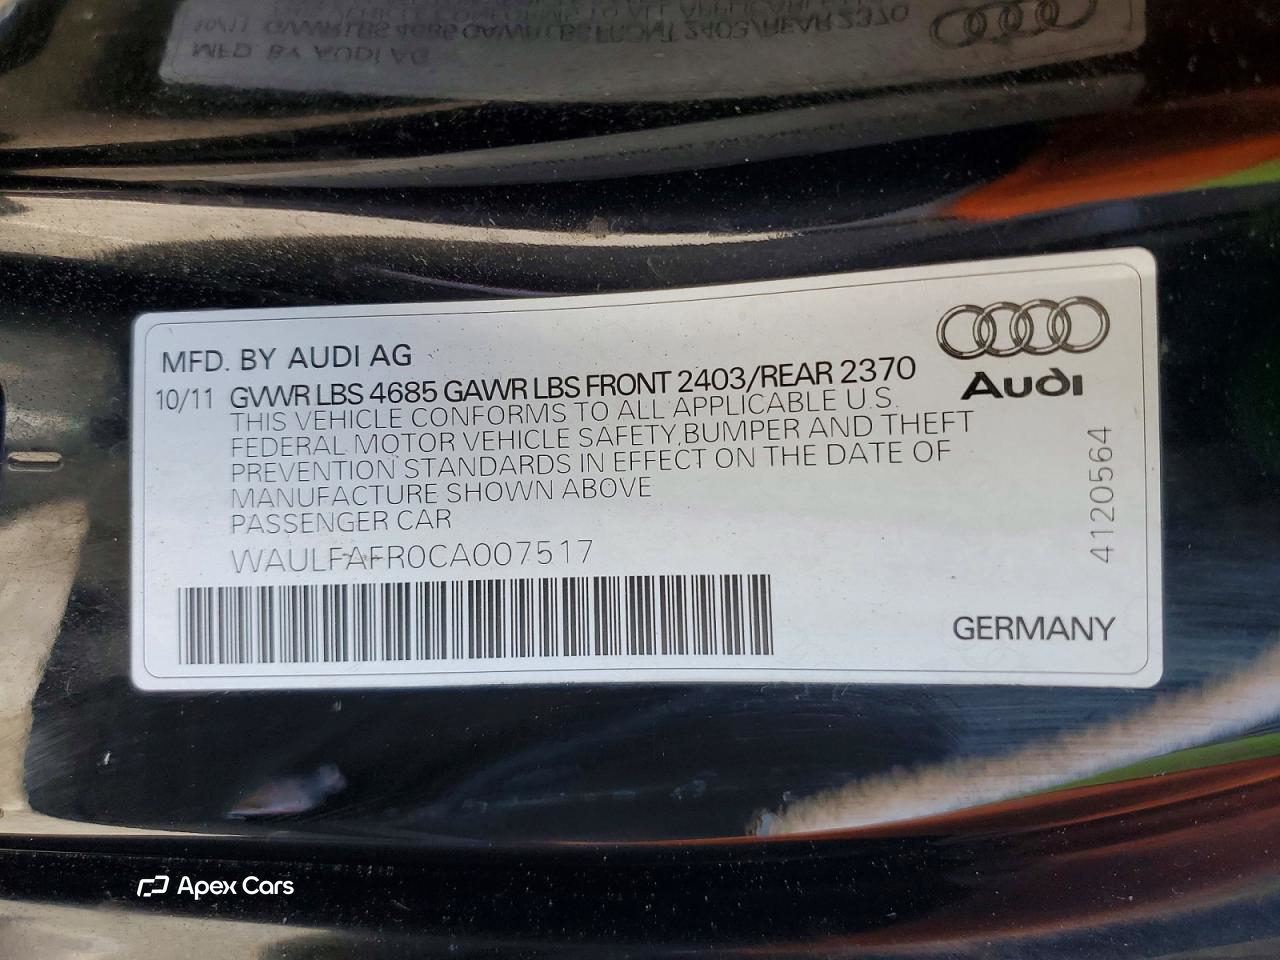 MFD. BY AUDI AG
10/11 GVWR LBS 4685 GAWR LBS FRONT 2403/REAR 2370
THIS VEHICLE CONFORMS TO ALL APPLICABLE U.S.
FEDERAL MOTOR VEHICLE SAFETY,BUMPER AND THEFT
PREVENTION STANDARDS IN EFFECT ON THE DATE OF
MANUFACTURE SHOWN ABOVE
PASSENGER CAR
WAULFAFR0CA007517
Audi
4120564
GERMANY
Apex Cars